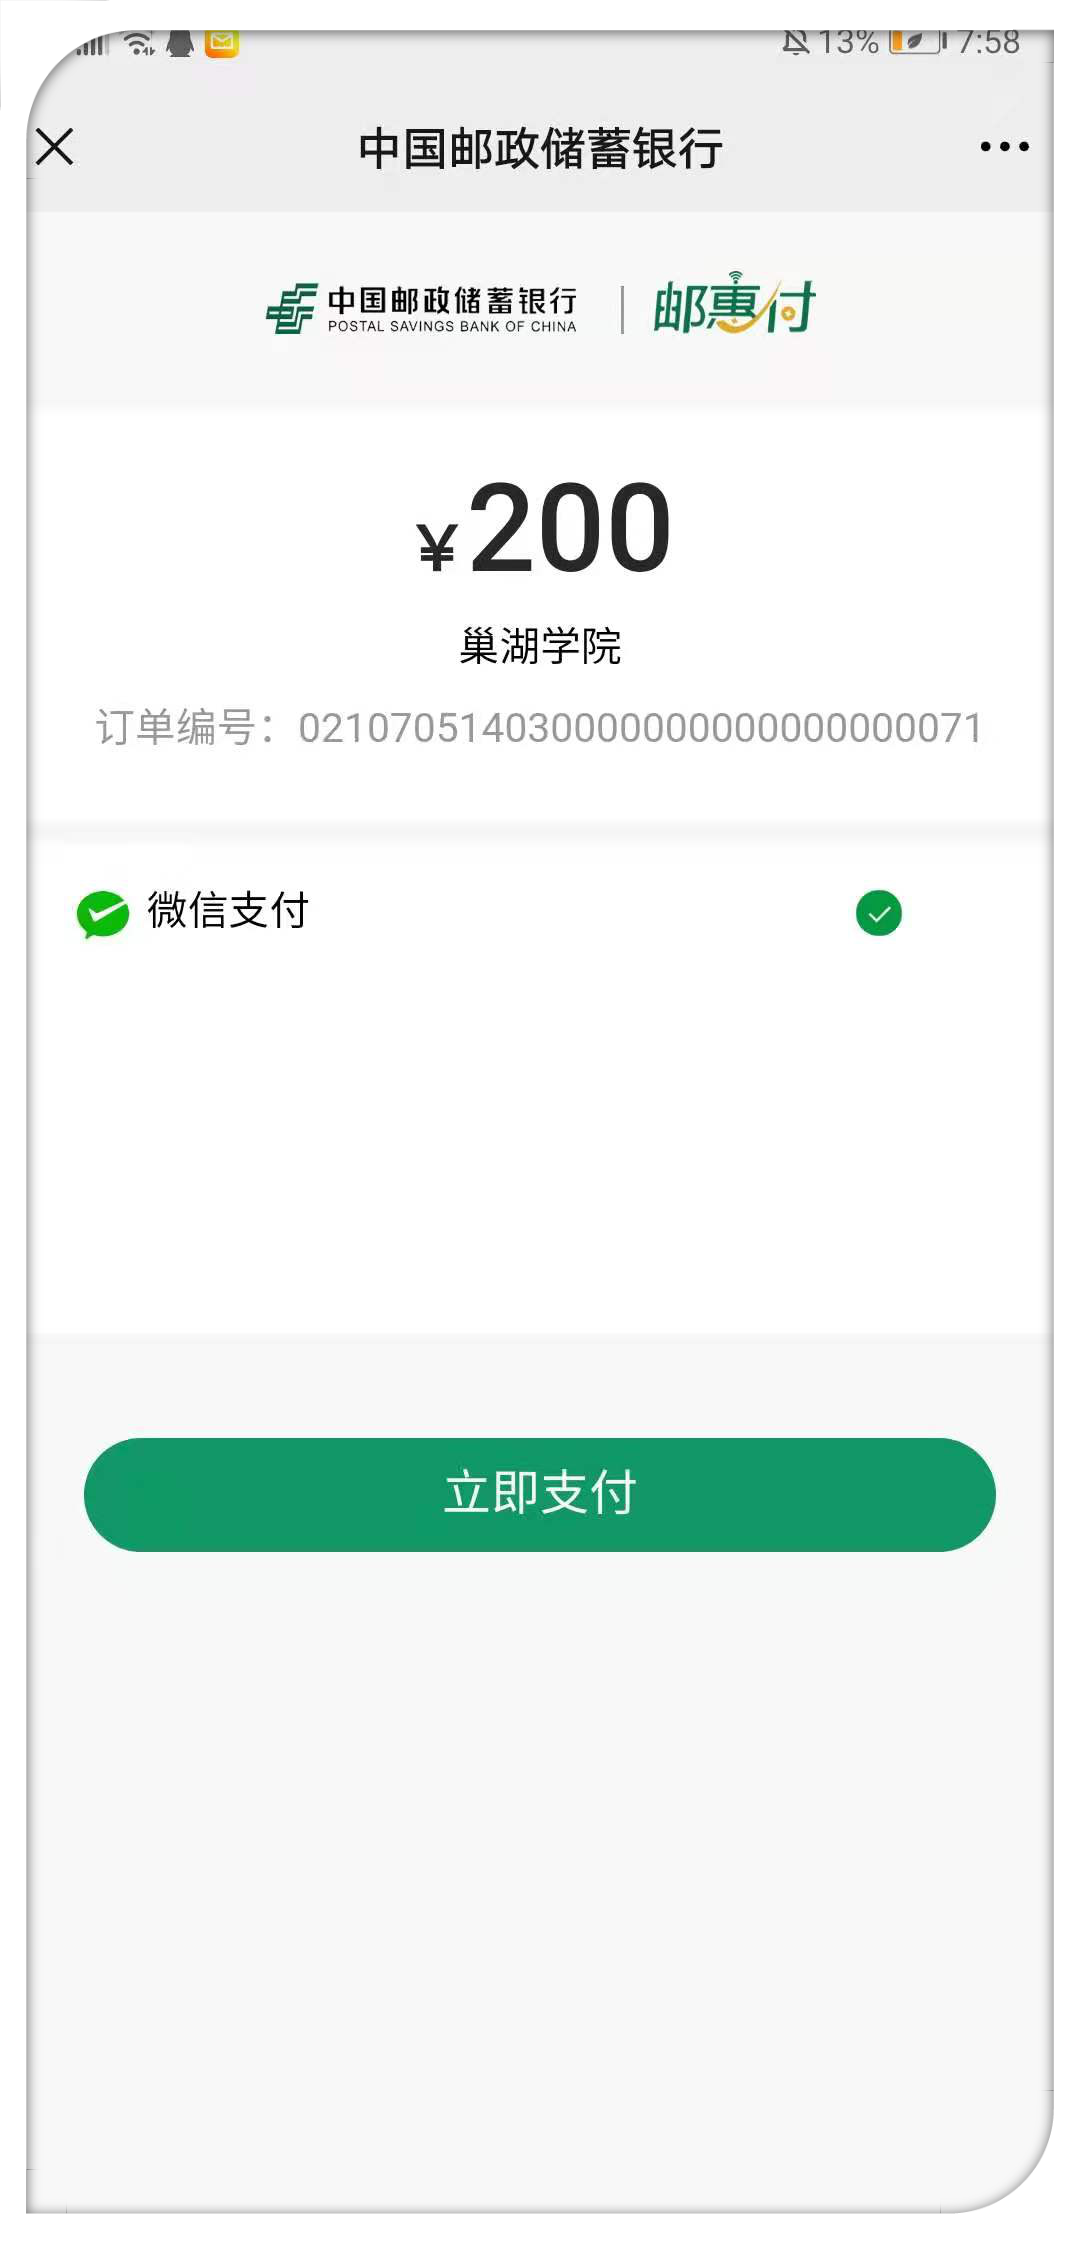 13% 7:58
中国邮政储蓄银行
中国邮政储蓄银行 邮惠付
POSTAL SAVINGS BANK OF CHINA
¥200
巢湖学院
订单编号：02107051403000000000000000071
微信支付
立即支付